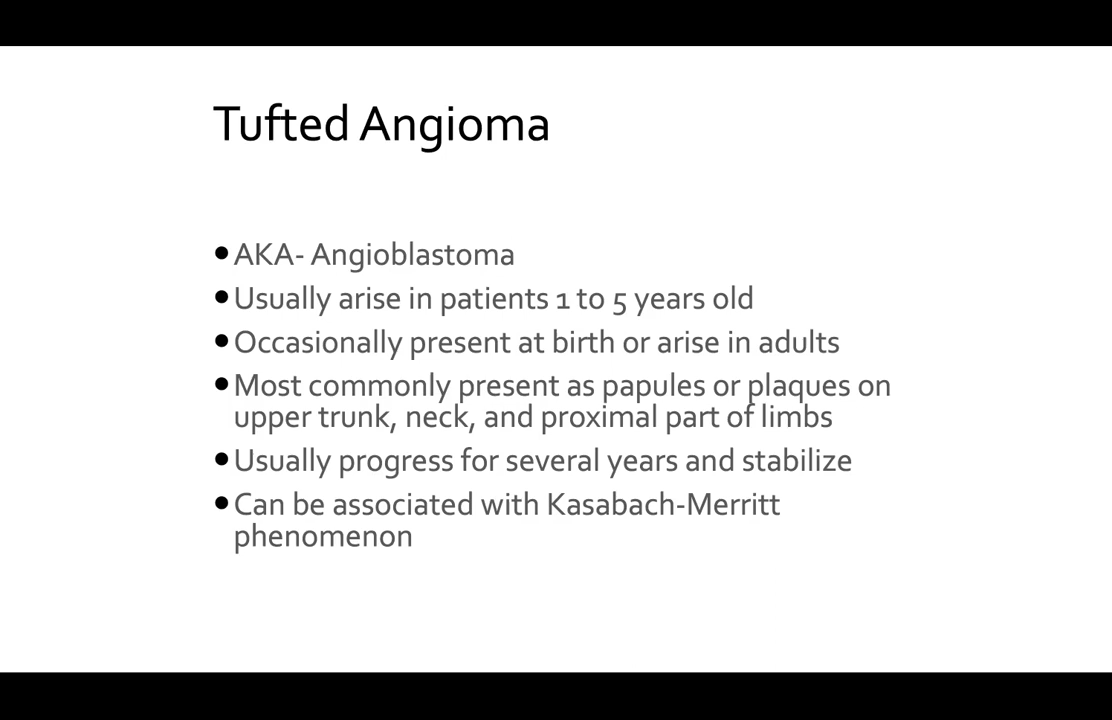 Tufted Angioma
●AKA- Angioblastoma
●Usually arise in patients 1 to 5 years old
●Occasionally present at birth or arise in adults
●Most commonly present as papules or plaques on
upper trunk, neck, and proximal part of limbs
●Usually progress for several years and stabilize
●Can be associated with Kasabach-Merritt
phenomenon